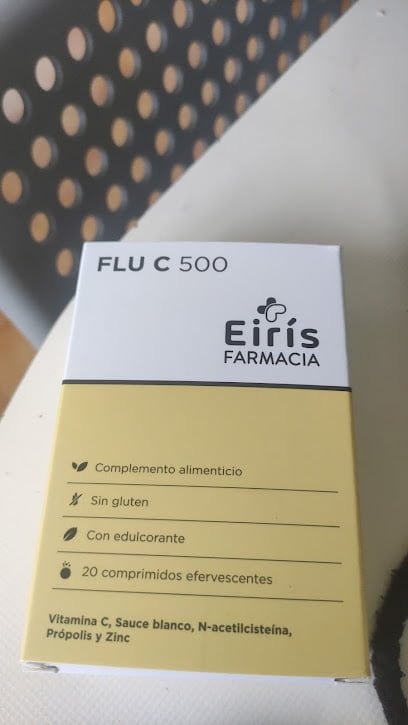 FLU C 500
Eirís
FARMACIA
Complemento alimenticio
Sin gluten
Con edulcorante
20 comprimidos efervescentes
Vitamina C, Sauce blanco, N-acetilcisteína,
Própolis y Zinc